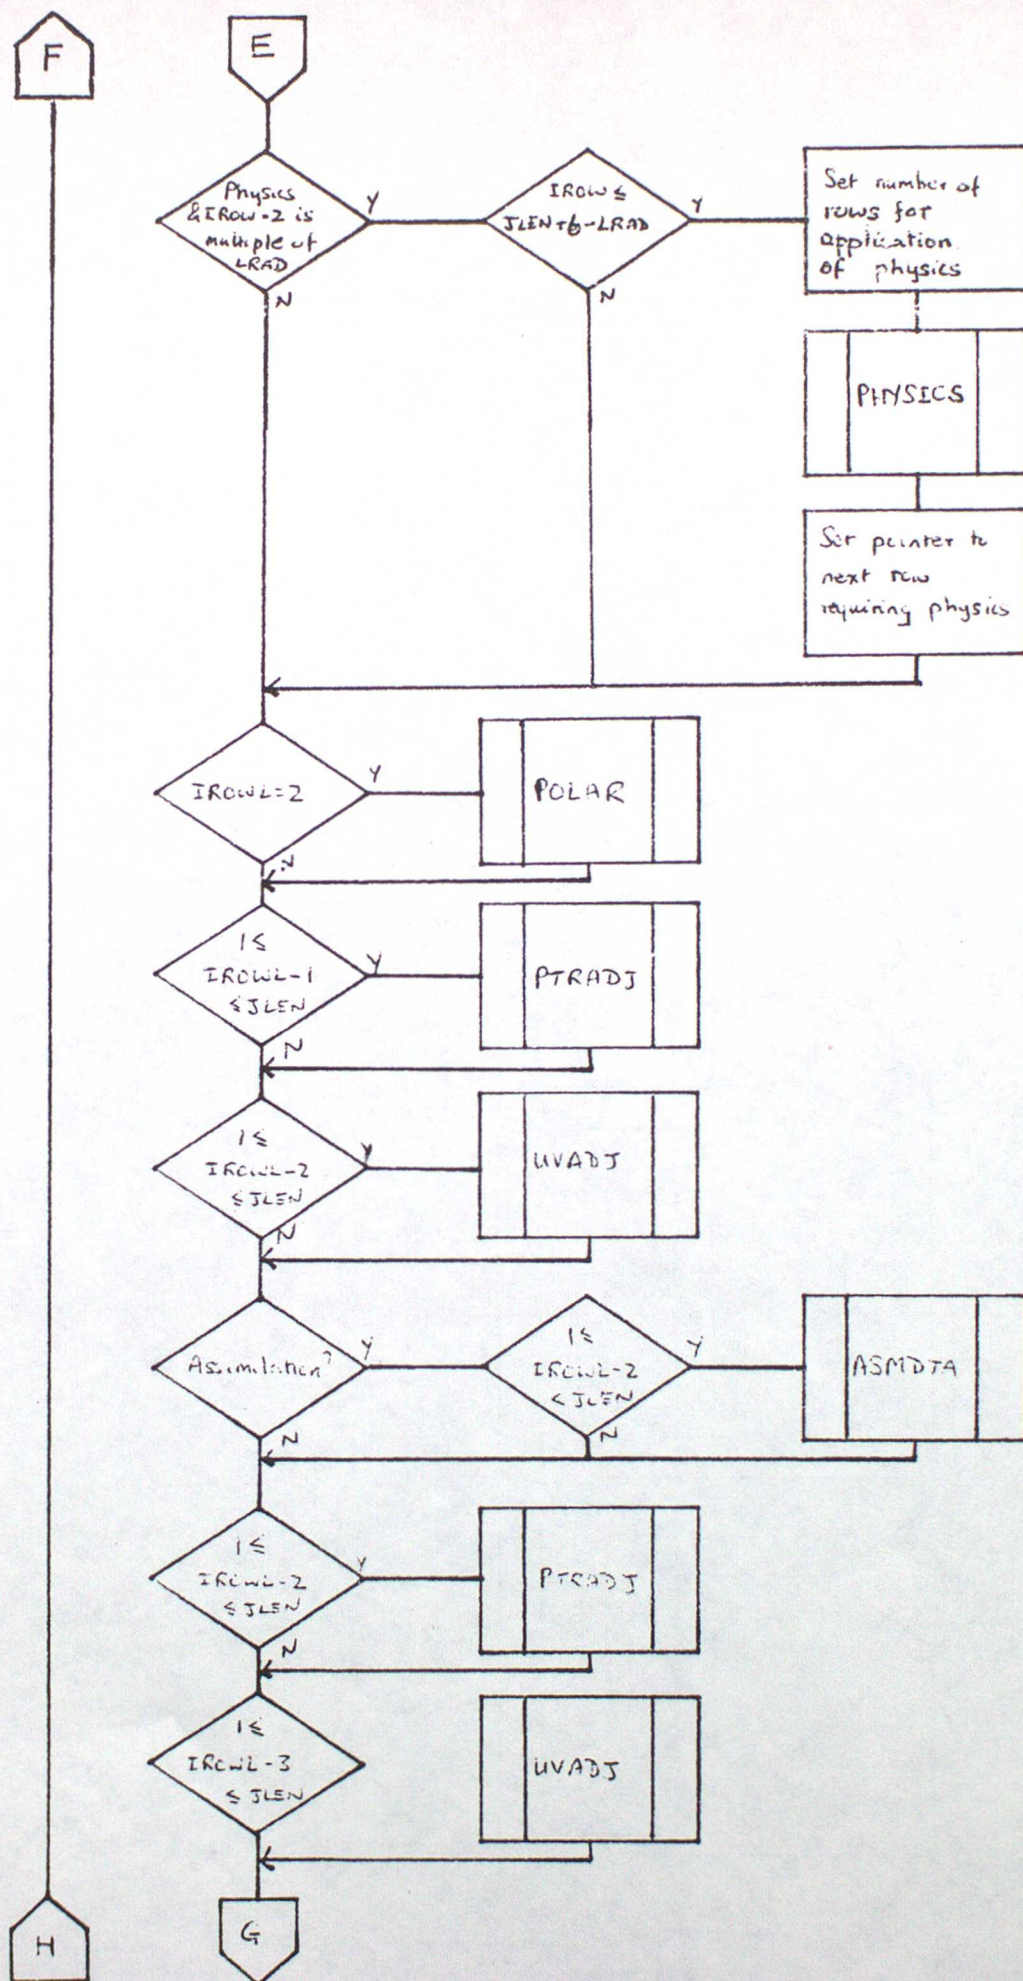 F
E
Physics
& IROW-2 is
multiple of
LRAD
Y
N
IROW ≤
JLEN+6-LRAD
Y
N
Set number of
rows for
application
of physics
PHYSICS
Set pointer to
next row
requiring physics
IROWL=2
Y
N
POLAR
1 ≤
IROWL-1
≤ JLEN
Y
N
PTRADJ
1 ≤
IROWL-2
≤ JLEN
Y
N
UVADJ
Assimilation?
Y
N
1 ≤
IROWL-2
< JLEN
Y
N
ASMDTA
1 ≤
IROWL-2
≤ JLEN
Y
N
PTRADJ
1 ≤
IROWL-3
≤ JLEN
UVADJ
H
G